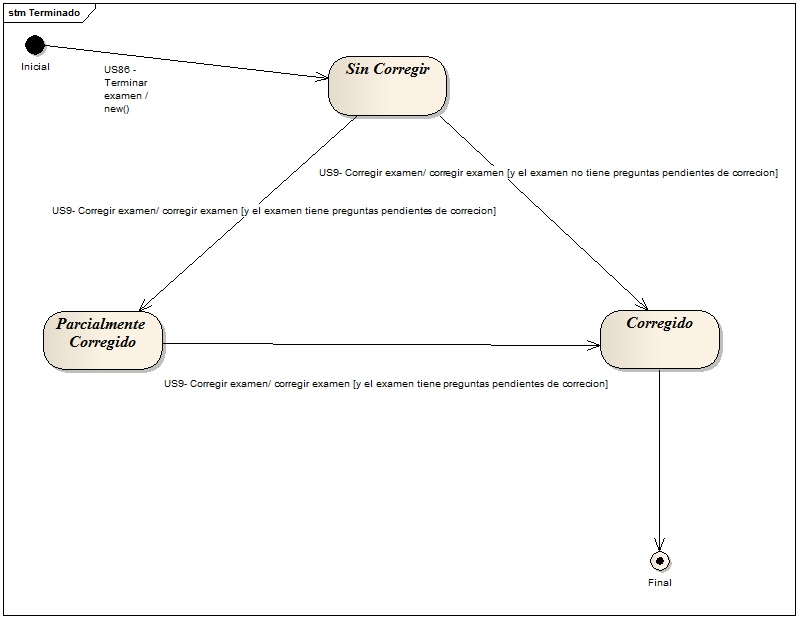 stm Terminado
Inicial
US86 -
Terminar
examen /
new()
Sin Corregir
US9- Corregir examen/ corregir examen [y el examen no tiene preguntas pendientes de correcion]
US9- Corregir examen/ corregir examen [y el examen tiene preguntas pendientes de correcion]
Parcialmente
Corregido
Corregido
US9- Corregir examen/ corregir examen [y el examen tiene preguntas pendientes de correcion]
Final